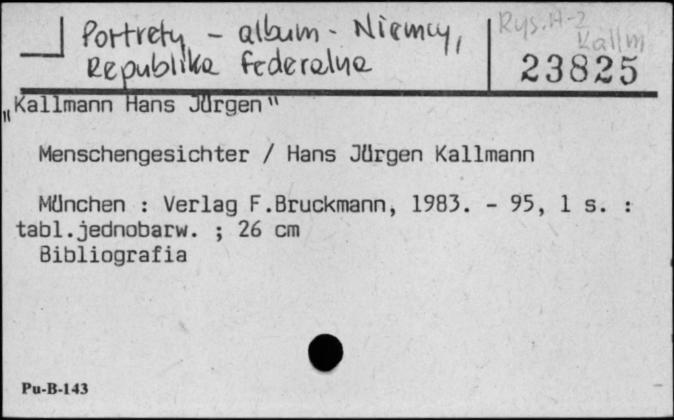 Portrety - album - Niemcy,
Republika Federalna
Rys. A-2
Kallm
23825
„Kallmann Hans Jürgen"
Menschengesichter / Hans Jürgen Kallmann
München : Verlag F.Bruckmann, 1983. - 95, 1 s. :
tabl.jednobarw. ; 26 cm
Bibliografia
Pu-B-143